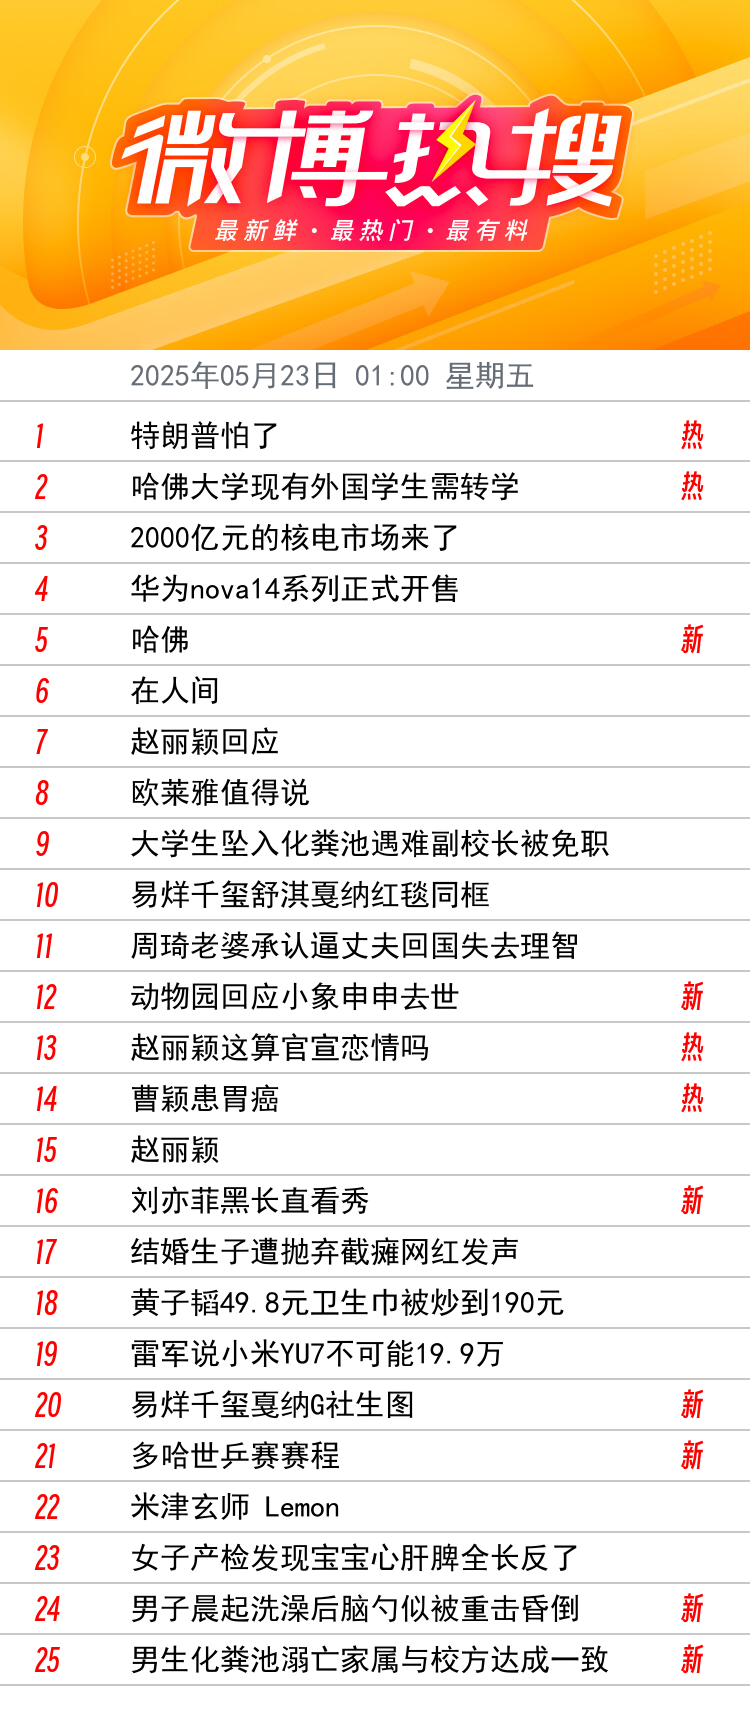 微博热搜
最新鲜·最热门·最有料
2025年05月23日 01:00 星期五
1 特朗普怕了 热
2 哈佛大学现有外国学生需转学 热
3 2000亿元的核电市场来了
4 华为nova14系列正式开售
5 哈佛 新
6 在人间
7 赵丽颖回应
8 欧莱雅值得说
9 大学生坠入化粪池遇难副校长被免职
10 易烊千玺舒淇戛纳红毯同框
11 周琦老婆承认逼丈夫回国失去理智
12 动物园回应小象申申去世 新
13 赵丽颖这算官宣恋情吗 热
14 曹颖患胃癌 热
15 赵丽颖
16 刘亦菲黑长直看秀 新
17 结婚生子遭抛弃截瘫网红发声
18 黄子韬49.8元卫生巾被炒到190元
19 雷军说小米YU7不可能19.9万
20 易烊千玺戛纳G社生图 新
21 多哈世乒赛赛程 新
22 米津玄师 Lemon
23 女子产检发现宝宝心肝脾全长反了
24 男子晨起洗澡后脑勺似被重击昏倒 新
25 男生化粪池溺亡家属与校方达成一致 新